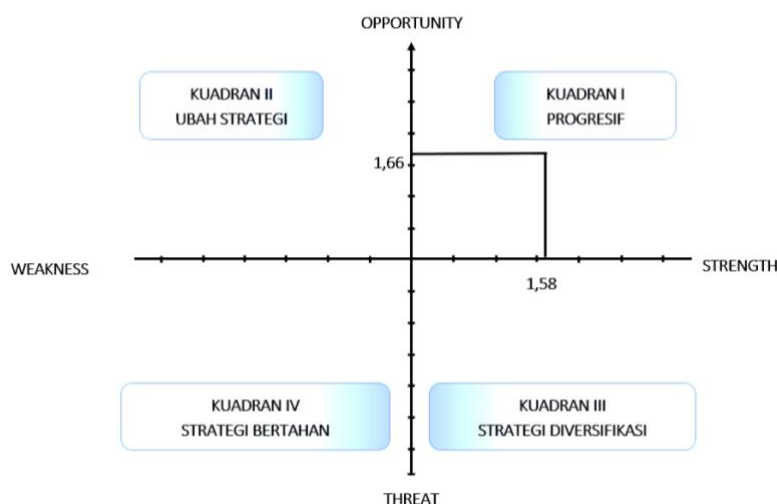 OPPORTUNITY
KUADRAN II
UBAH STRATEGI
KUADRAN I
PROGRESIF
1,66
WEAKNESS
STRENGTH
1,58
KUADRAN IV
STRATEGI BERTAHAN
KUADRAN III
STRATEGI DIVERSIFIKASI
THREAT